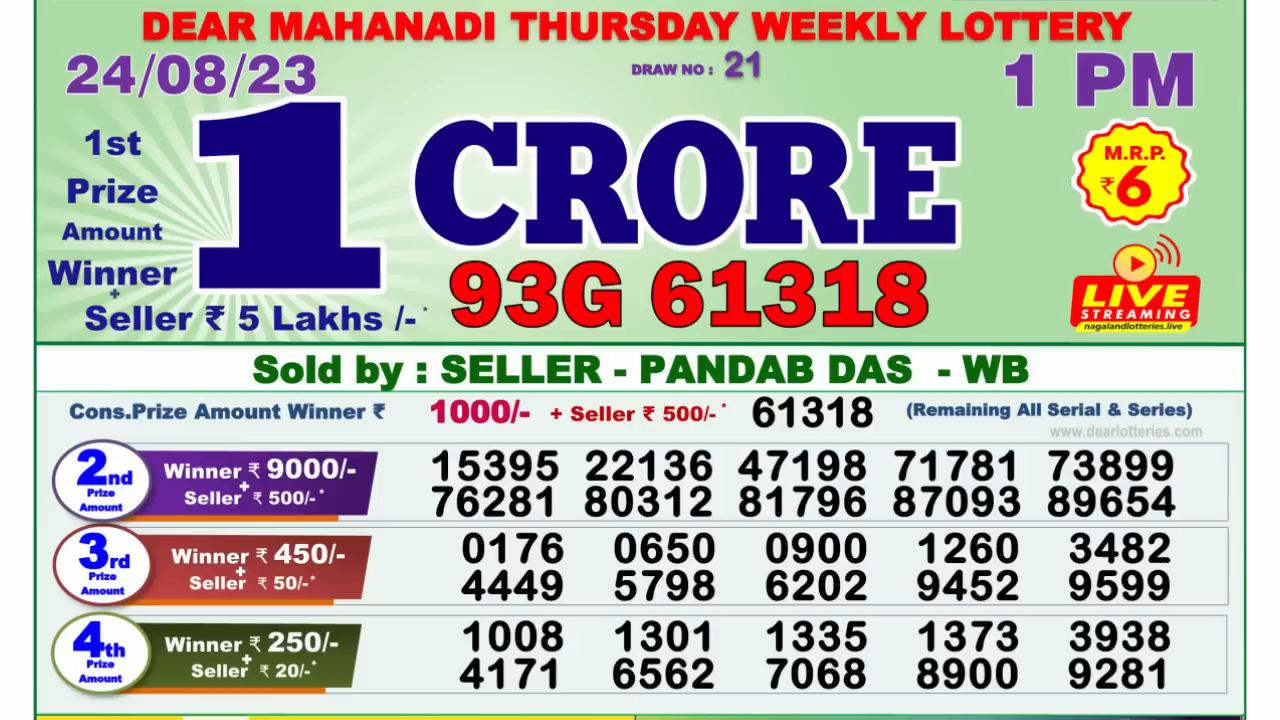 DEAR MAHANADI THURSDAY WEEKLY LOTTERY
24/08/23
DRAW NO : 21
1 PM
1st
Prize
Amount
Winner
+
Seller ₹ 5 Lakhs /- *
1 CRORE
93G 61318
M.R.P.
₹6
LIVE
STREAMING
nagalandlotteries.live
Sold by : SELLER - PANDAB DAS - WB
Cons.Prize Amount Winner ₹ 1000/- + Seller ₹ 500/- * 61318 (Remaining All Serial & Series)
www.dearlotteries.com
2nd
Prize
Amount
Winner ₹ 9000/-
+
Seller ₹ 500/-*
15395 22136 47198 71781 73899
76281 80312 81796 87093 89654
3rd
Prize
Amount
Winner ₹ 450/-
+
Seller ₹ 50/-*
0176 0650 0900 1260 3482
4449 5798 6202 9452 9599
4th
Prize
Amount
Winner ₹ 250/-
+
Seller ₹ 20/-*
1008 1301 1335 1373 3938
4171 6562 7068 8900 9281